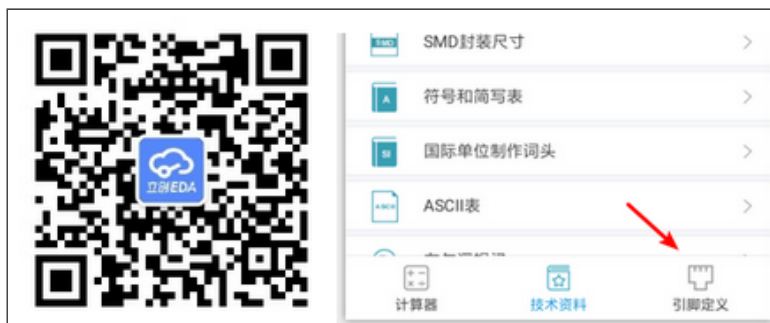 立创EDA
SMD
SMD封装尺寸
A
符号和简写表
SI
国际单位制作词头
ASCII
ASCII表
计算器
技术资料
引脚定义